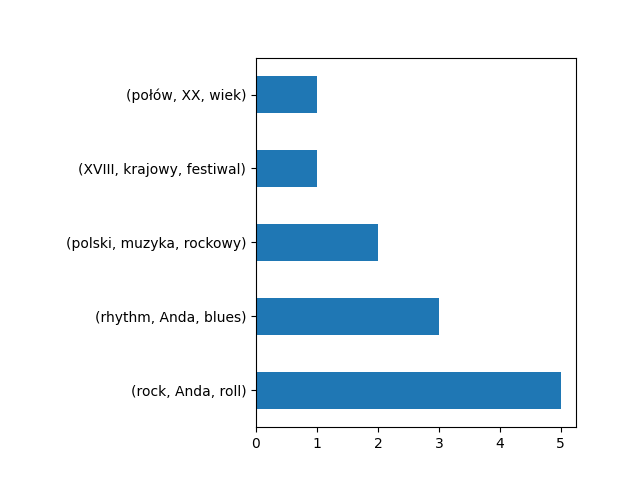 (połów, XX, wiek)
(XVIII, krajowy, festiwal)
(polski, muzyka, rockowy)
(rhythm, Anda, blues)
(rock, Anda, roll)
0 1 2 3 4 5